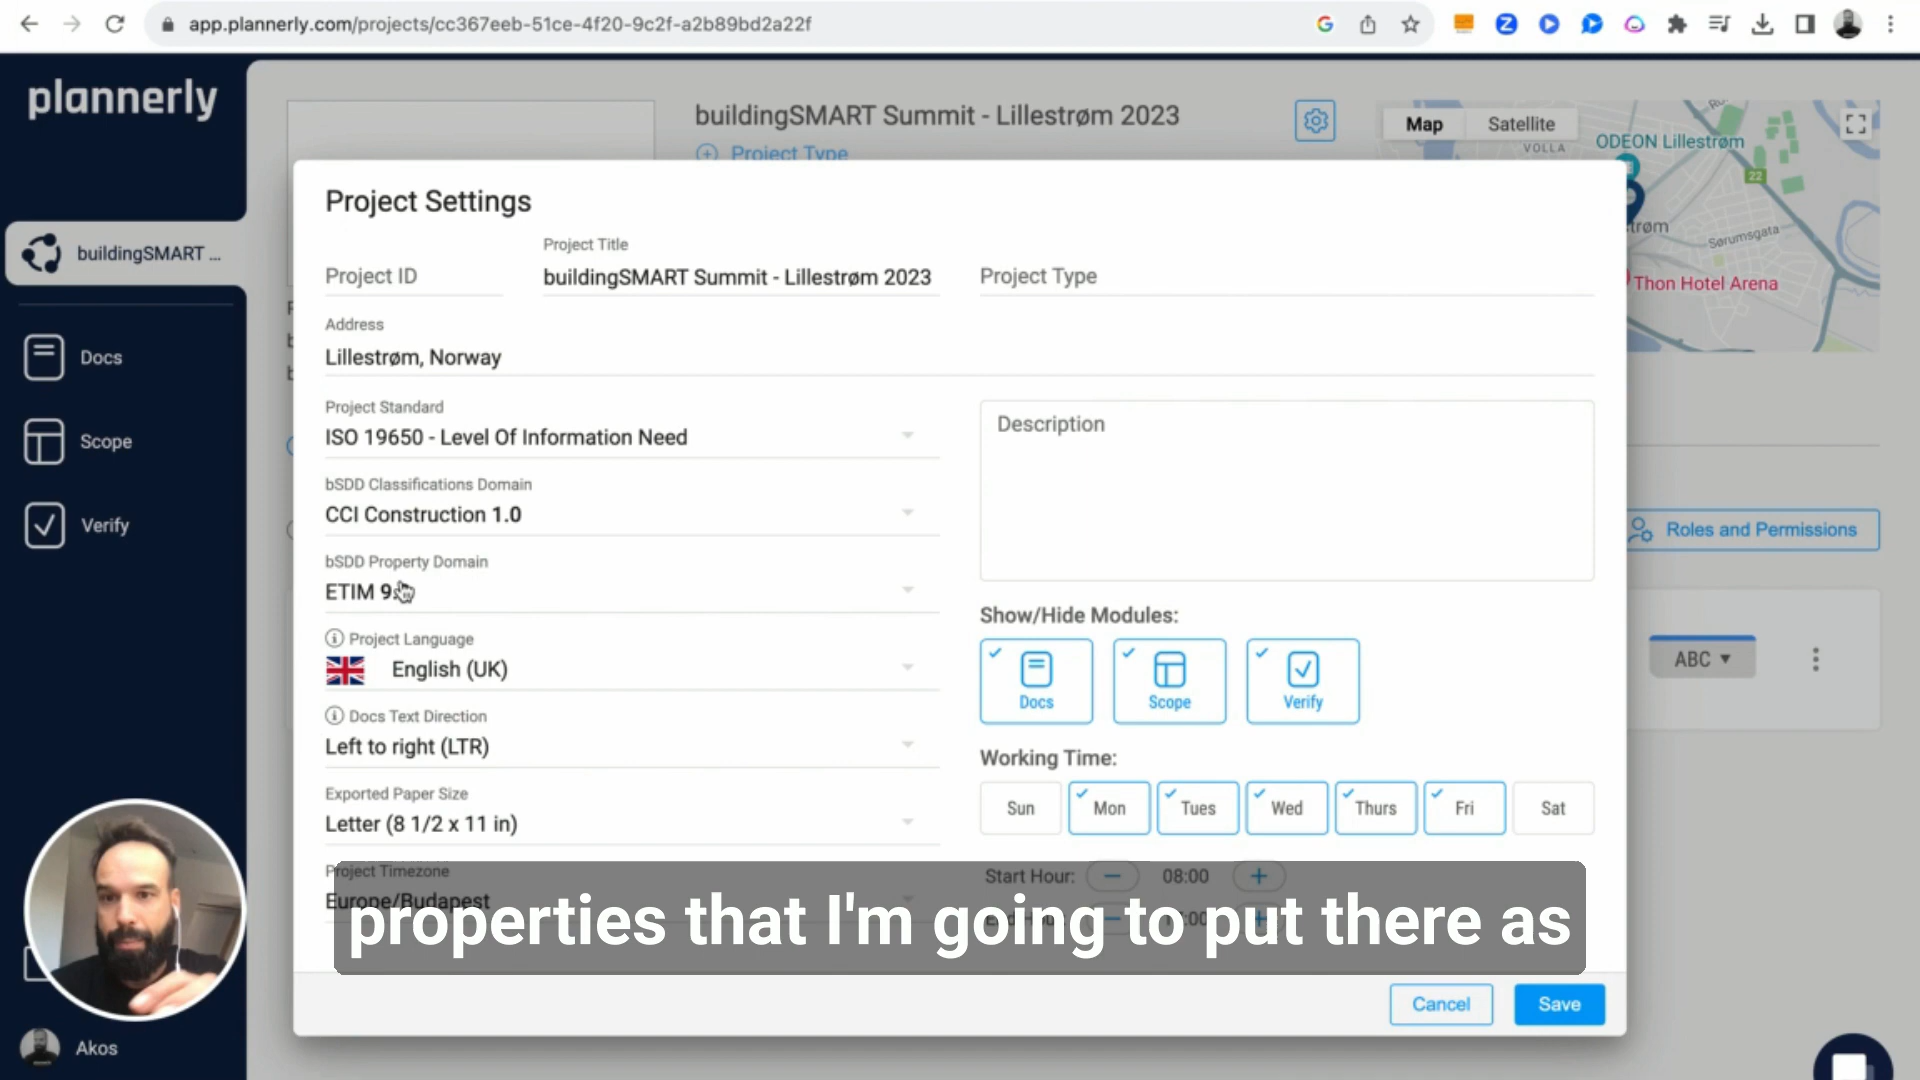 app.plannerly.com/projects/cc367eeb-51ce-4f20-9c2f-a2b89bd2a22f
plannerly
buildingSMART ...
Docs
Scope
Verify
Akos
buildingSMART Summit - Lillestrøm 2023
Project Type
Map
Satellite
VOLLA
ODEON Lillestrøm
22
trøm
Sørumsgata
Thon Hotel Arena
Roles and Permissions
ABC
Project Settings
Project ID
Project Title
buildingSMART Summit - Lillestrøm 2023
Project Type
Address
Lillestrøm, Norway
Project Standard
ISO 19650 - Level Of Information Need
bSDD Classifications Domain
CCI Construction 1.0
bSDD Property Domain
ETIM 9
Project Language
English (UK)
Docs Text Direction
Left to right (LTR)
Exported Paper Size
Letter (8 1/2 x 11 in)
Project Timezone
Europe/Budapest
Description
Show/Hide Modules:
Docs
Scope
Verify
Working Time:
Sun
Mon
Tues
Wed
Thurs
Fri
Sat
Start Hour:
08:00
properties that I'm going to put there as
Cancel
Save